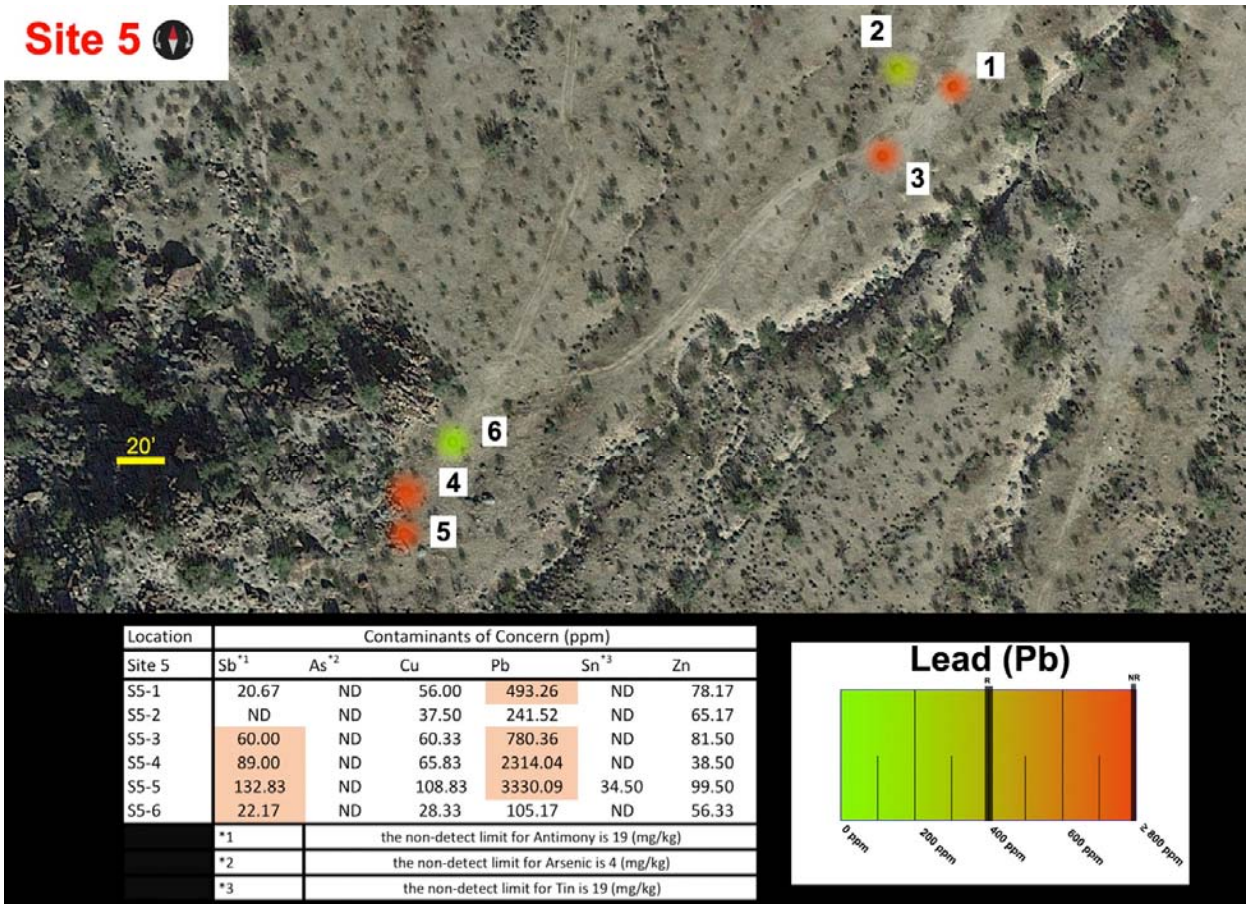 Site 5
2
1
3
6
20'
4
5
Location Contaminants of Concern (ppm)
Site 5 Sb*1 As*2 Cu Pb Sn*3 Zn
S5-1 20.67 ND 56.00 493.26 ND 78.17
S5-2 ND ND 37.50 241.52 ND 65.17
S5-3 60.00 ND 60.33 780.36 ND 81.50
S5-4 89.00 ND 65.83 2314.04 ND 38.50
S5-5 132.83 ND 108.83 3330.09 34.50 99.50
S5-6 22.17 ND 28.33 105.17 ND 56.33
*1 the non-detect limit for Antimony is 19 (mg/kg)
*2 the non-detect limit for Arsenic is 4 (mg/kg)
*3 the non-detect limit for Tin is 19 (mg/kg)
Lead (Pb)
R NR
0 ppm 200 ppm 400 ppm 600 ppm ≥ 800 ppm